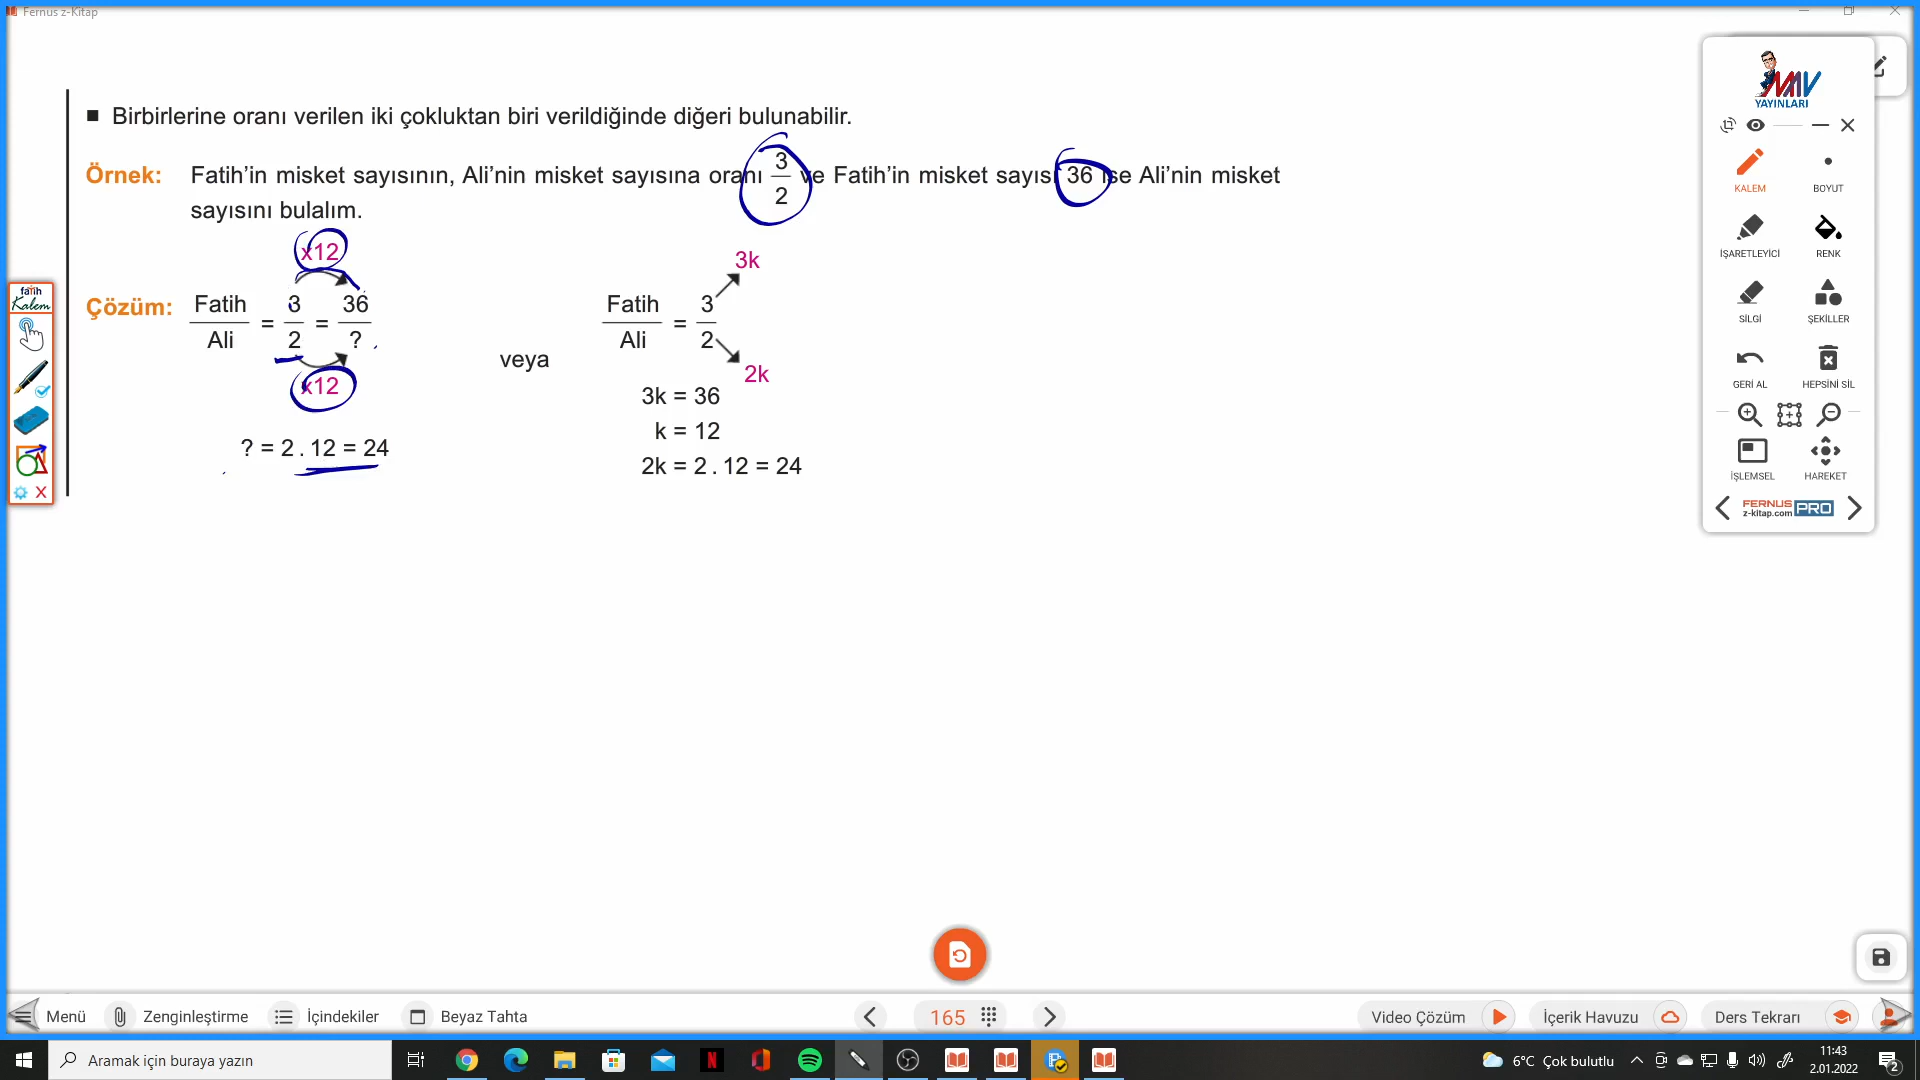 Fernus z-Kitap
■ Birbirlerine oranı verilen iki çokluktan biri verildiğinde diğeri bulunabilir.
Örnek: Fatih'in misket sayısının, Ali'nin misket sayısına oranı 3/2 ve Fatih'in misket sayısı 36 ise Ali'nin misket
sayısını bulalım.
x12
Çözüm: Fatih/Ali = 3/2 = 36/?
x12
? = 2 . 12 = 24
veya
3k
Fatih/Ali = 3/2
2k
3k = 36
k = 12
2k = 2 . 12 = 24
fatih
Kalem
MAV
YAYINLARI
KALEM BOYUT
İŞARETLEYİCİ RENK
SİLGİ ŞEKİLLER
GERİ AL HEPSİNİ SİL
İŞLEMSEL HAREKET
FERNUS
z-kitap.com PRO
Menü Zenginleştirme İçindekiler Beyaz Tahta 165 Video Çözüm İçerik Havuzu Ders Tekrarı
Aramak için buraya yazın
6°C Çok bulutlu
11:43
2.01.2022
2